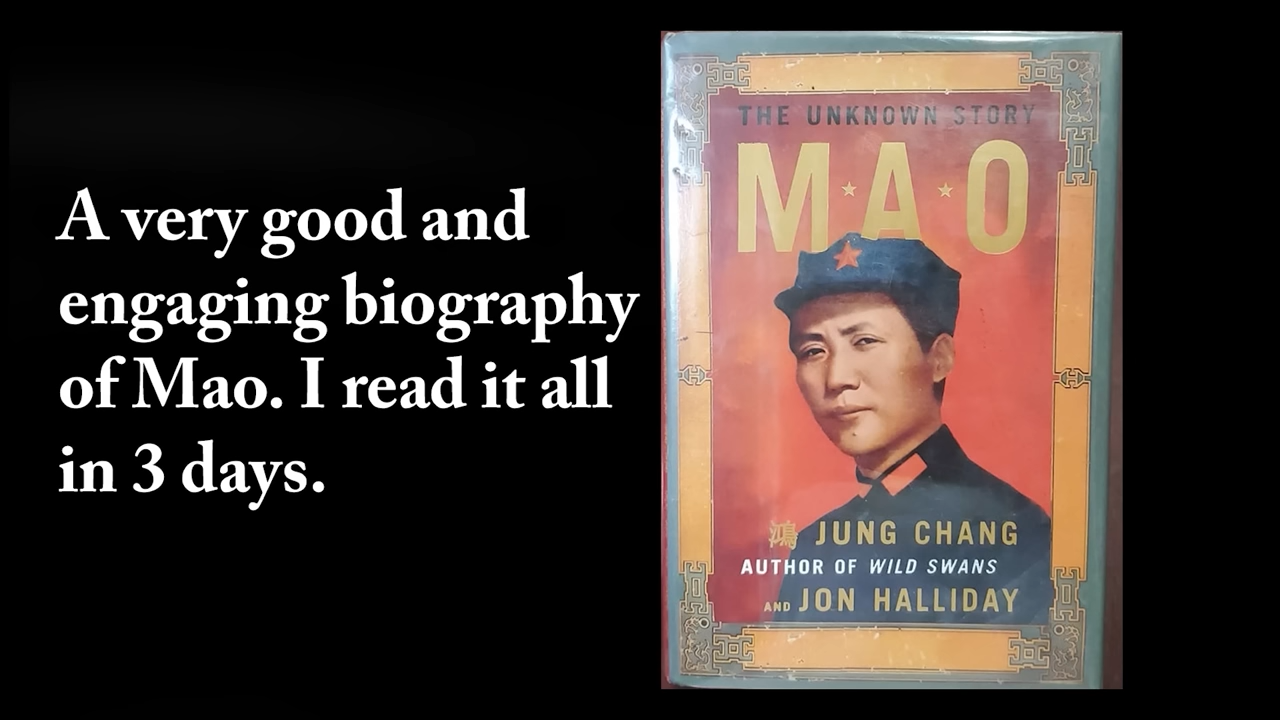 A very good and
engaging biography
of Mao. I read it all
in 3 days.
THE UNKNOWN STORY
M·A·O
鴻 JUNG CHANG
AUTHOR OF WILD SWANS
AND JON HALLIDAY